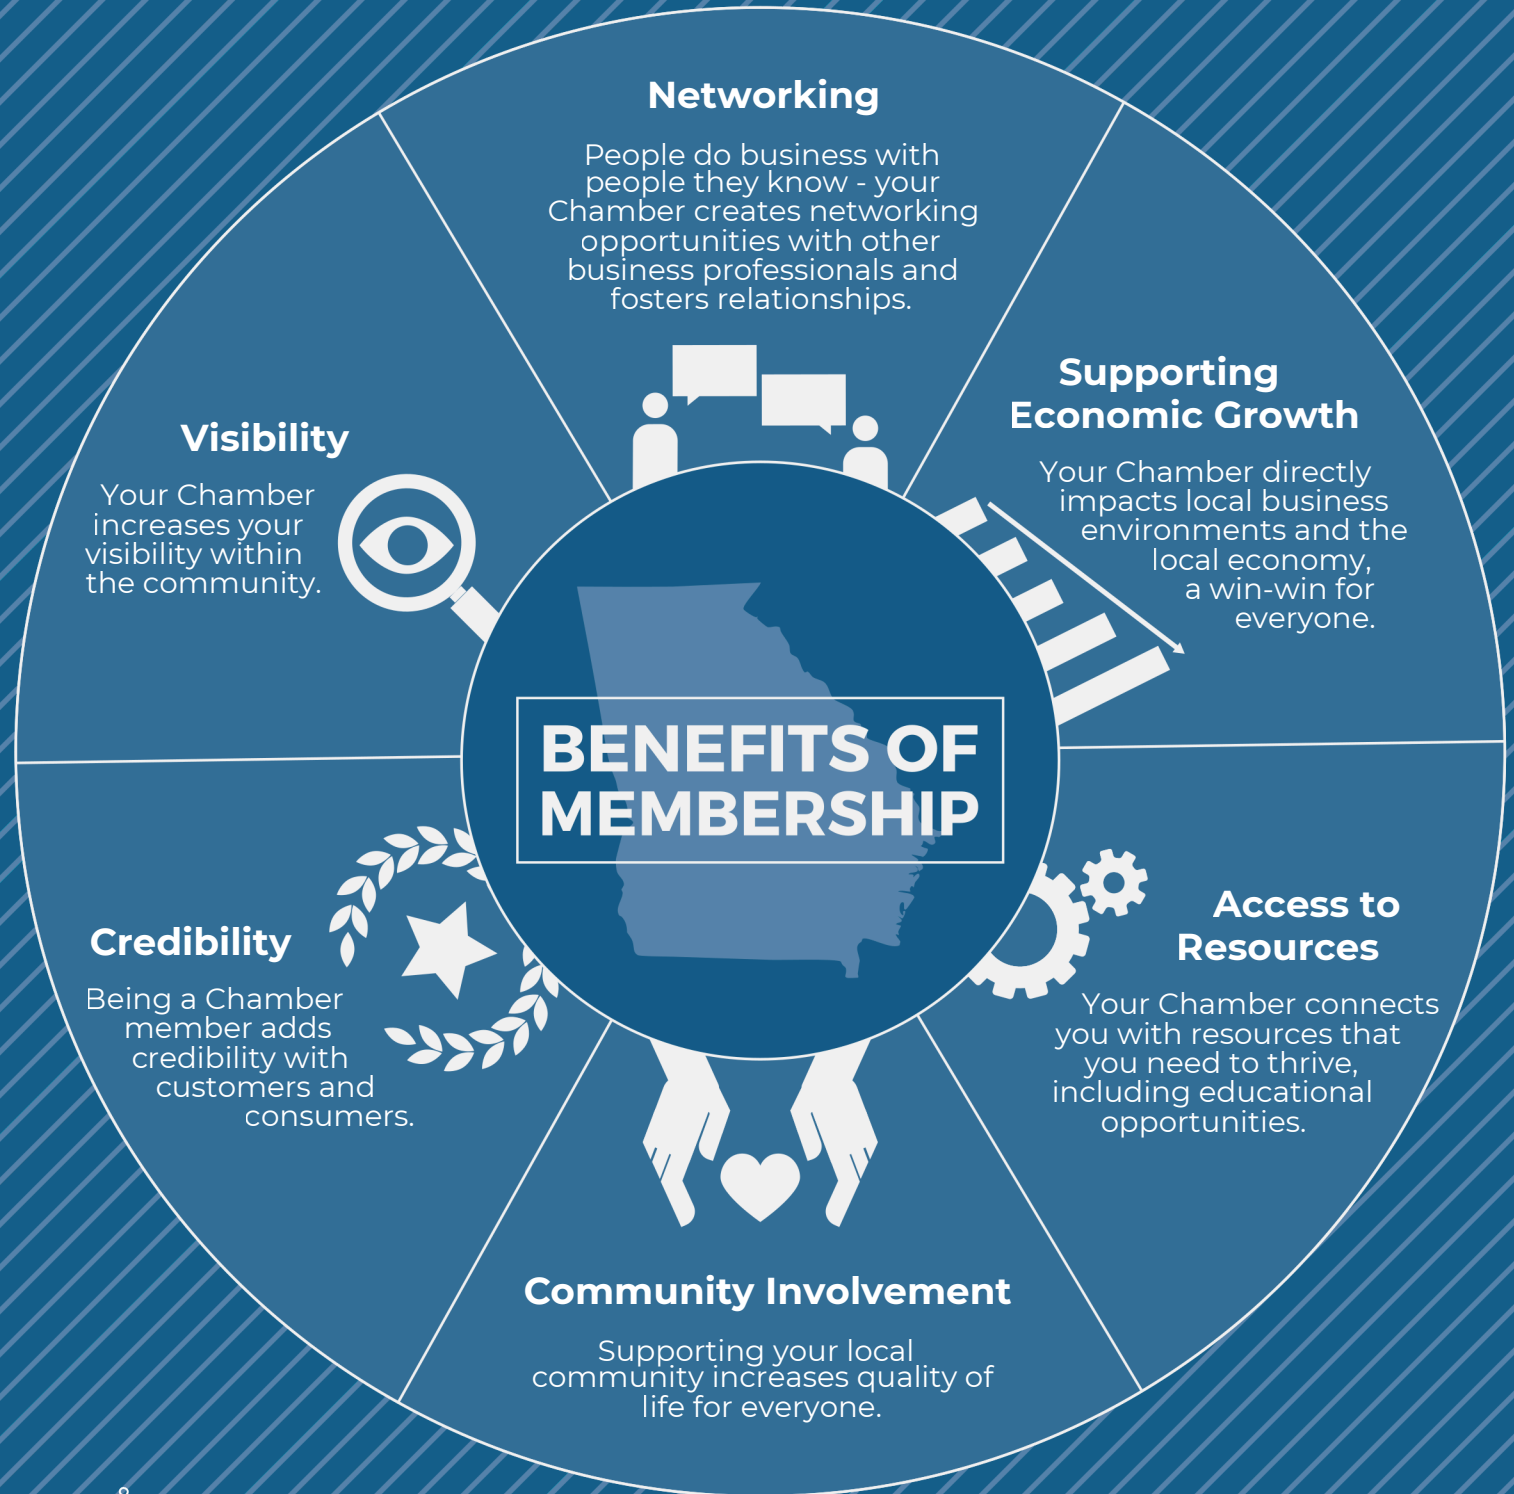 Networking
People do business with
people they know - your
Chamber creates networking
opportunities with other
business professionals and
fosters relationships.
Supporting
Economic Growth
Your Chamber directly
impacts local business
environments and the
local economy,
a win-win for
everyone.
Visibility
Your Chamber
increases your
visibility within
the community.
BENEFITS OF
MEMBERSHIP
Access to
Resources
Your Chamber connects
you with resources that
you need to thrive,
including educational
opportunities.
Credibility
Being a Chamber
member adds
credibility with
customers and
consumers.
Community Involvement
Supporting your local
community increases quality of
life for everyone.